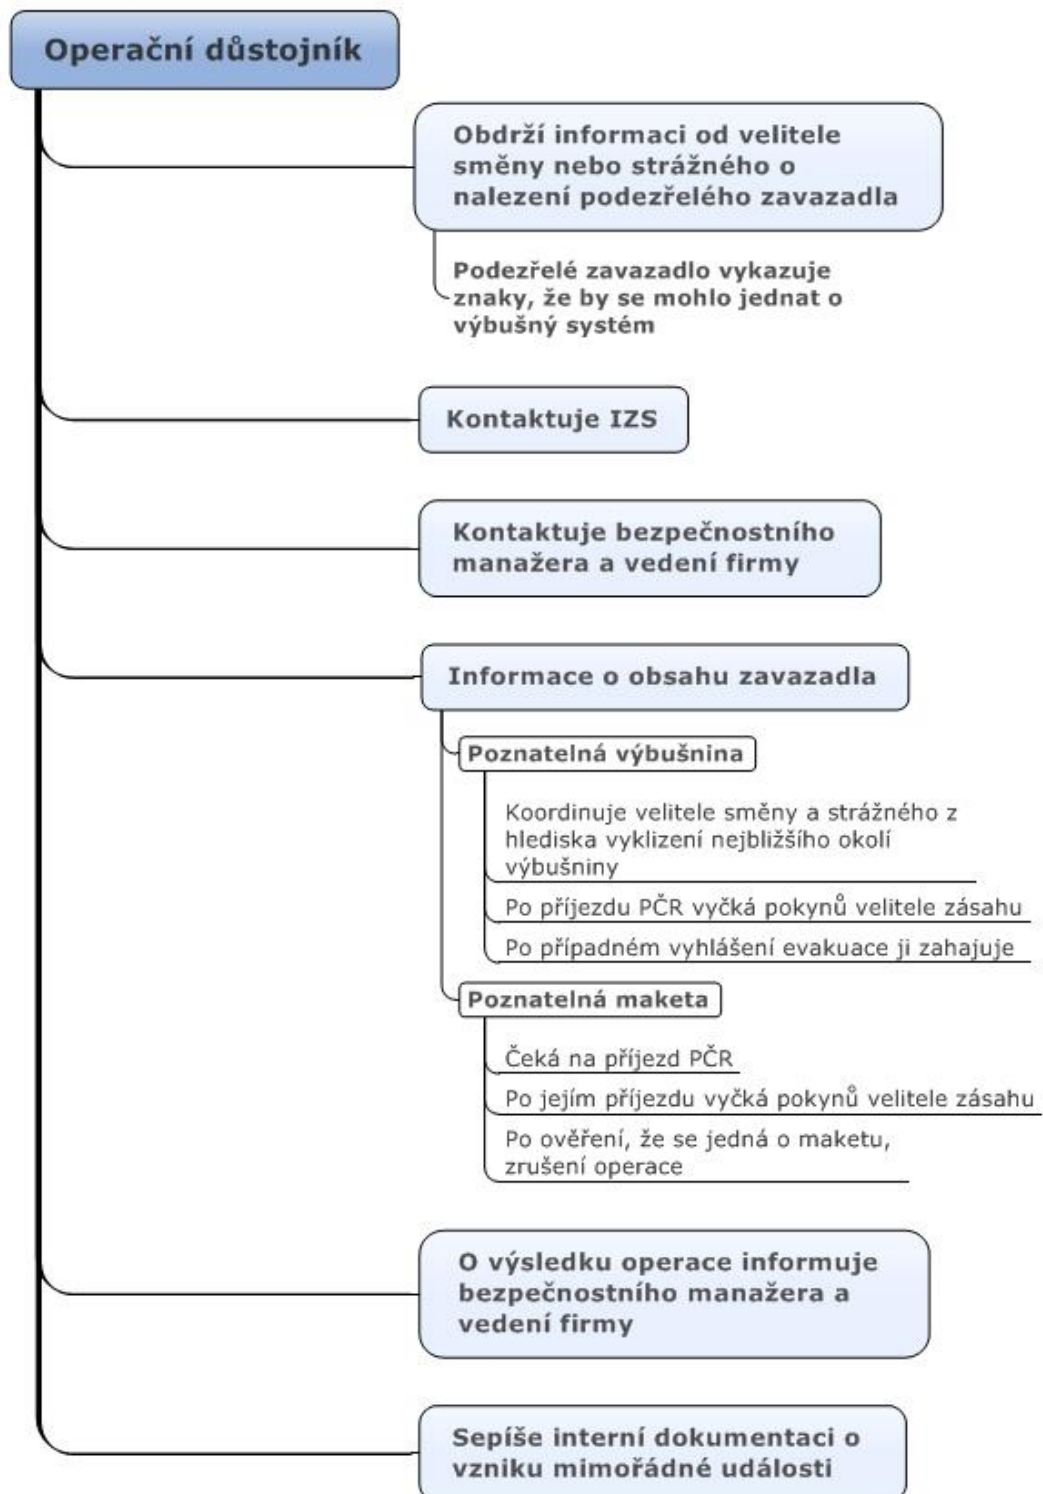 Operační důstojník
Obdrží informaci od velitele
směny nebo strážného o
nalezení podezřelého zavazadla
Podezřelé zavazadlo vykazuje
znaky, že by se mohlo jednat o
výbušný systém
Kontaktuje IZS
Kontaktuje bezpečnostního
manažera a vedení firmy
Informace o obsahu zavazadla
Poznatelná výbušnina
Koordinuje velitele směny a strážného z
hlediska vyklizení nejbližšího okolí
výbušniny
Po příjezdu PČR vyčká pokynů velitele zásahu
Po případném vyhlášení evakuace ji zahajuje
Poznatelná maketa
Čeká na příjezd PČR
Po jejím příjezdu vyčká pokynů velitele zásahu
Po ověření, že se jedná o maketu,
zrušení operace
O výsledku operace informuje
bezpečnostního manažera a
vedení firmy
Sepíše interní dokumentaci o
vzniku mimořádné události